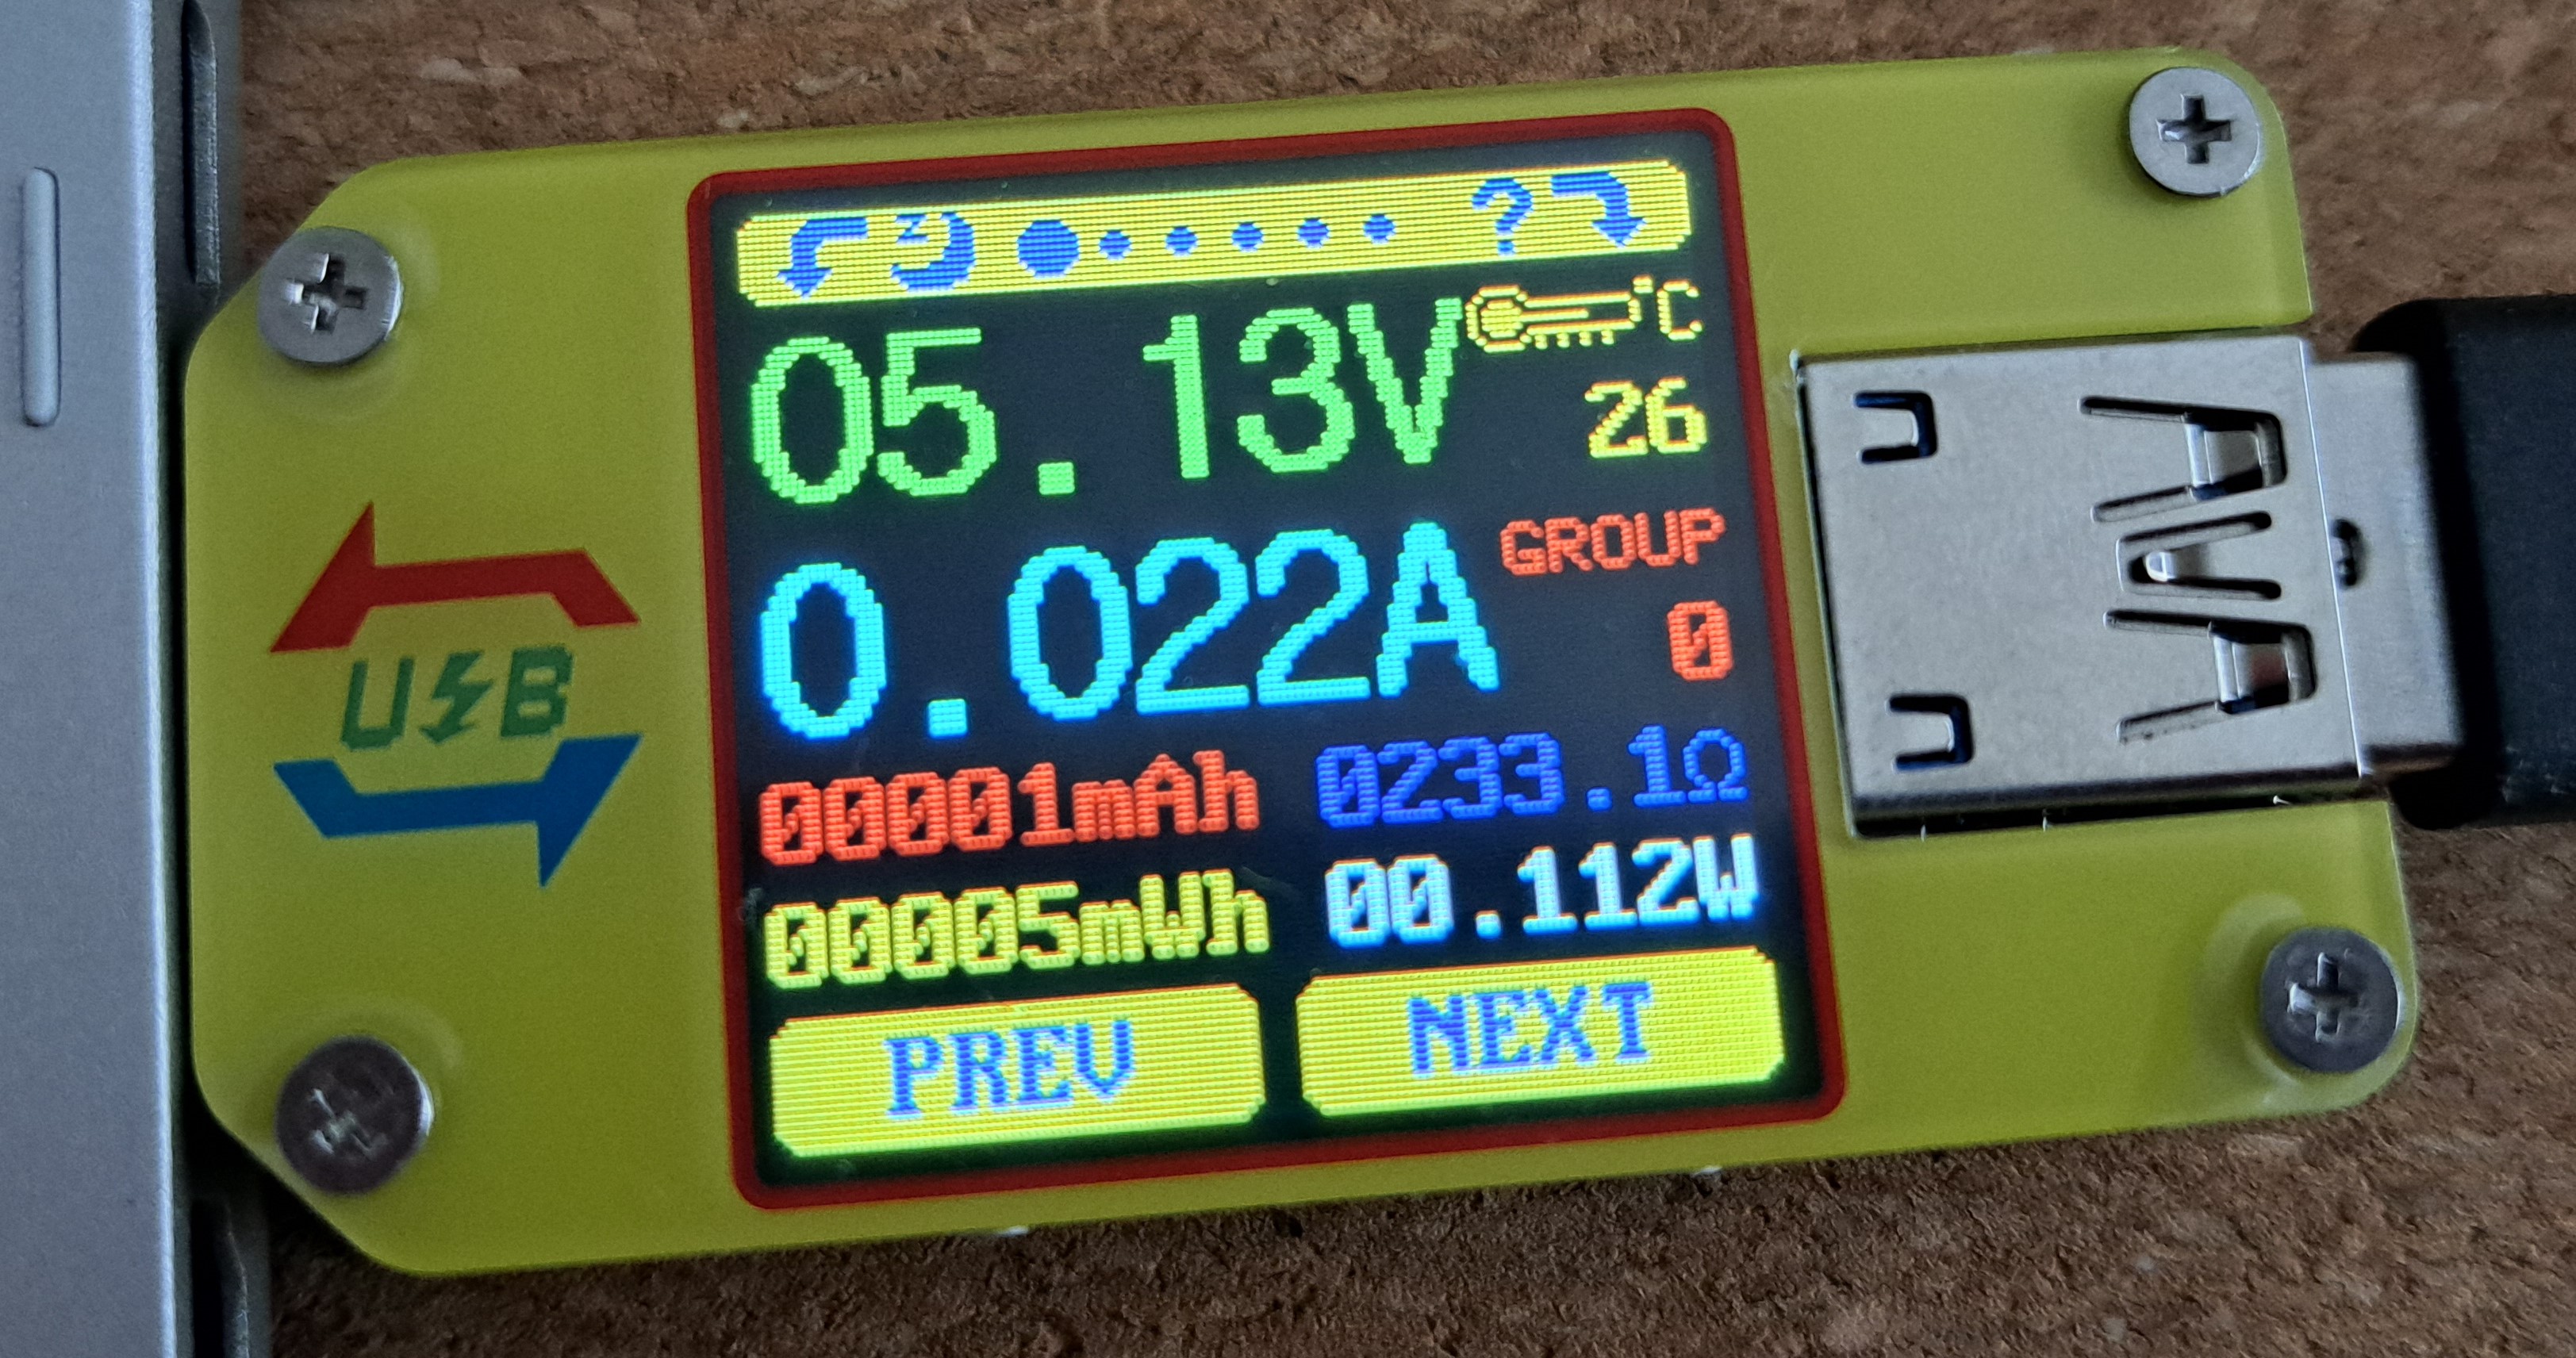 ?
05.13V °C
26
0.022A GROUP
0
00001mAh 0233.1Ω
00005mWh 00.112W
PREV NEXT
USB